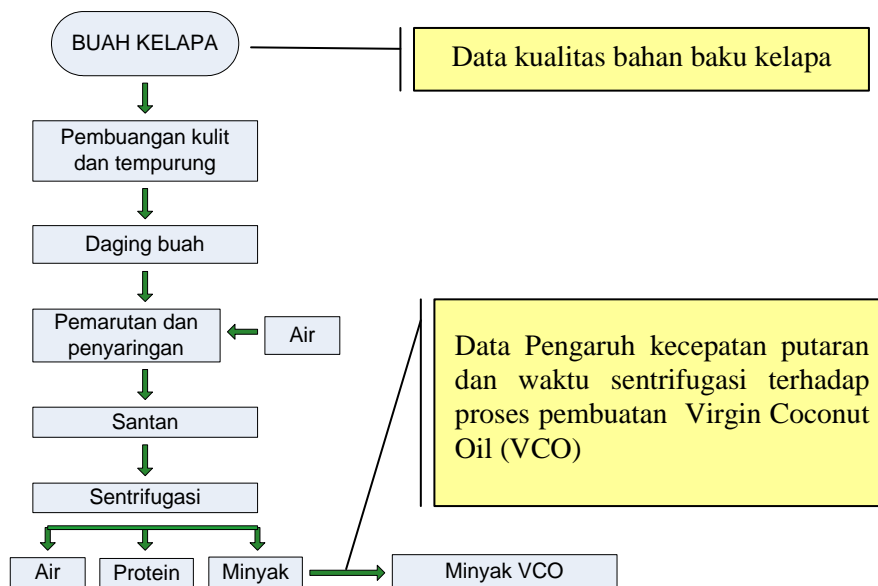 BUAH KELAPA
Data kualitas bahan baku kelapa
Pembuangan kulit
dan tempurung
Daging buah
Pemarutan dan
penyaringan
Air
Data Pengaruh kecepatan putaran
dan waktu sentrifugasi terhadap
proses pembuatan Virgin Coconut
Oil (VCO)
Santan
Sentrifugasi
Air
Protein
Minyak
Minyak VCO